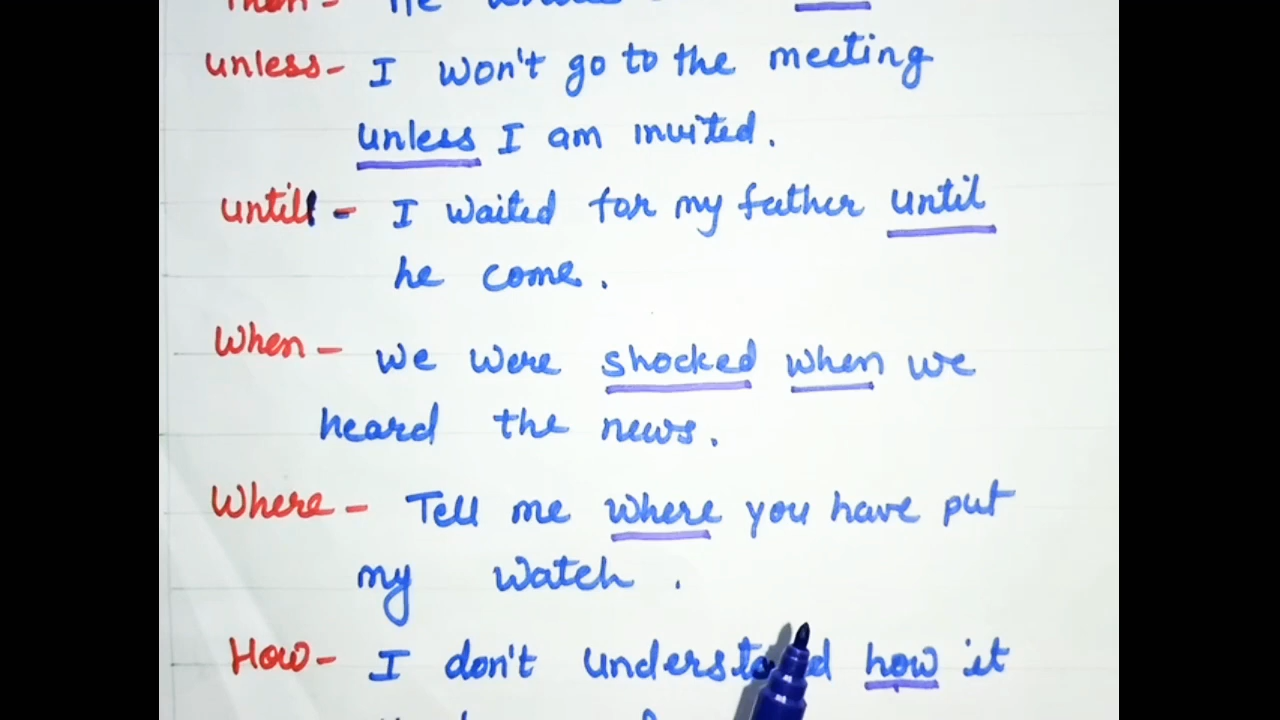 Than- He
unless- I won't go to the meeting
unless I am invited.
until - I waited for my father until
he come.
When - We were shocked when we
heard the news.
Where - Tell me where you have put
my watch .
How- I don't understand how it